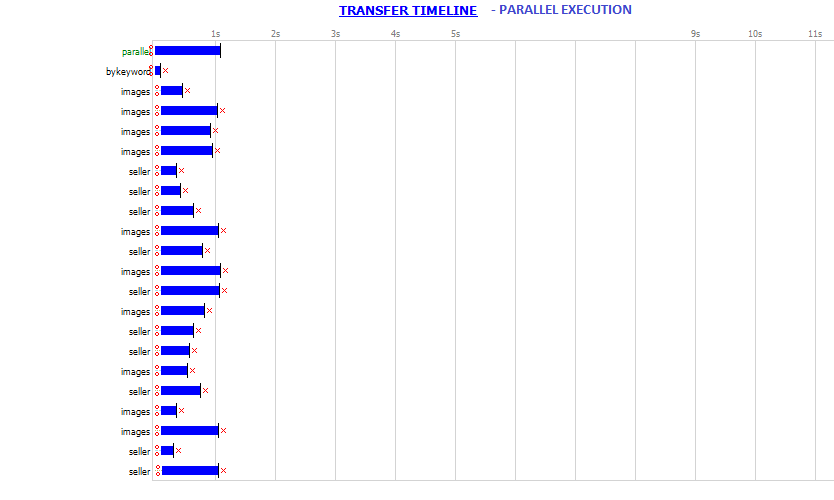 TRANSFER TIMELINE - PARALLEL EXECUTION
1s 2s 3s 4s 5s 9s 10s 11s
paralle
bykeyword
images
images
images
images
seller
seller
seller
images
seller
images
seller
images
seller
seller
images
seller
images
images
seller
seller